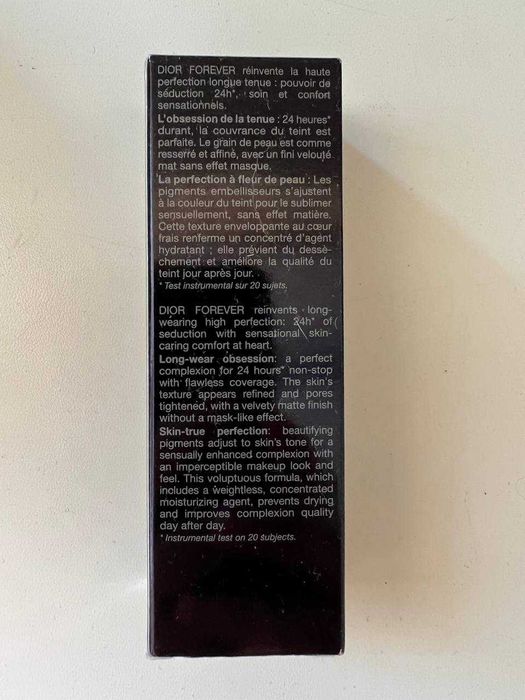 DIOR FOREVER réinvente la haute
perfection longue tenue : pouvoir de
séduction 24h*, soin et confort
sensationnels.
L'obsession de la tenue : 24 heures*
durant, la couvrance du teint est
parfaite. Le grain de peau est comme
resserré et affiné, avec un fini velouté
mat sans effet masque.
La perfection à fleur de peau : Les
pigments embellisseurs s'ajustent
à la couleur du teint pour le sublimer
sensuellement, sans effet matière.
Cette texture enveloppante au cœur
frais renferme un concentré d'agent
hydratant ; elle prévient du dessè-
chement et améliore la qualité du
teint jour après jour.
* Test instrumental sur 20 sujets.
DIOR FOREVER reinvents long-
wearing high perfection: 24h* of
seduction with sensational skin-
caring comfort at heart.
Long-wear obsession: a perfect
complexion for 24 hours* non-stop
with flawless coverage. The skin's
texture appears refined and pores
tightened, with a velvety matte finish
without a mask-like effect.
Skin-true perfection: beautifying
pigments adjust to skin's tone for a
sensually enhanced complexion with
an imperceptible makeup look and
feel. This voluptuous formula, which
includes a weightless, concentrated
moisturizing agent, prevents drying
and improves complexion quality
day after day.
* Instrumental test on 20 subjects.